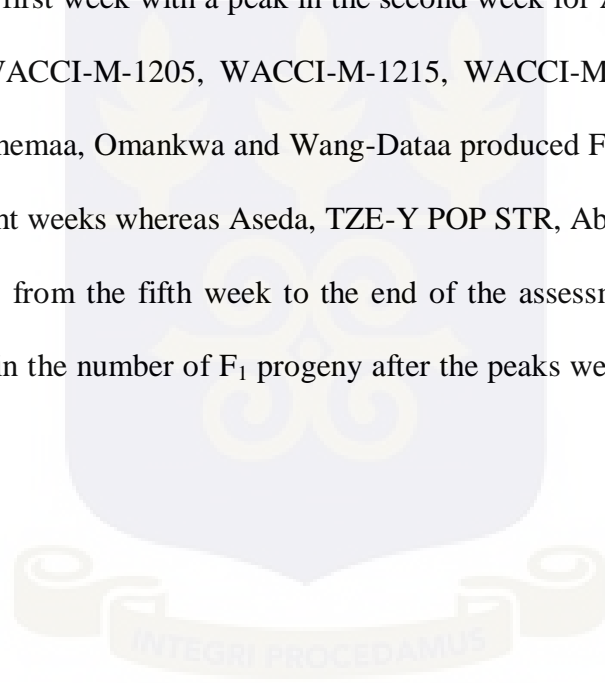 first week with a peak in the second week for
WACCI-M-1205, WACCI-M-1215, WACCI-M
hemaa, Omankwa and Wang-Dataa produced F
nt weeks whereas Aseda, TZE-Y POP STR, Ab
from the fifth week to the end of the assessm
in the number of F₁ progeny after the peaks we
INTEGRI PROCEDAMUS